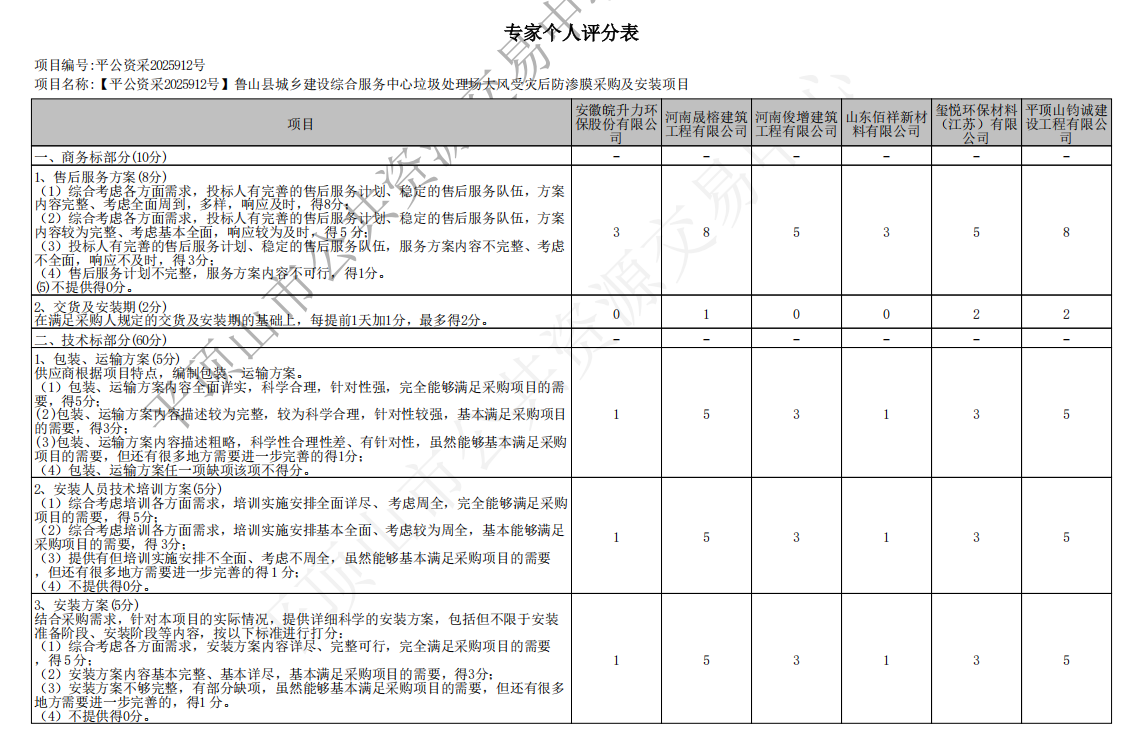 专家个人评分表
项目编号:平公资采2025912号
项目名称:【平公资采2025912号】鲁山县城乡建设综合服务中心垃圾处理场大风受灾后防渗膜采购及安装项目
项目
安徽皖升力环
保股份有限公
司
河南晟榕建筑
工程有限公司
河南俊增建筑
工程有限公司
山东佰祥新材
料有限公司
玺悦环保材料
(江苏)有限
公司
平顶山钧诚建
设工程有限公
司
一、商务标部分(10分)
– – – – – –
1、售后服务方案(8分)
(1)综合考虑各方面需求,投标人有完善的售后服务计划、稳定的售后服务队伍,方案
内容完整、考虑全面周到,多样,响应及时,得8分;
(2)综合考虑各方面需求,投标人有完善的售后服务计划、稳定的售后服务队伍,方案
内容较为完整、考虑基本全面,响应较为及时,得 5 分;
(3)投标人有完善的售后服务计划、稳定的售后服务队伍,服务方案内容不完整、考虑
不全面,响应不及时,得 3分;
(4)售后服务计划不完整,服务方案内容不可行,得1分。
(5)不提供得0分。
3 8 5 3 5 8
2、交货及安装期(2分)
在满足采购人规定的交货及安装期的基础上,每提前1天加1分,最多得2分。
0 1 0 0 2 2
二、技术标部分(60分)
– – – – – –
1、包装、运输方案(5分)
供应商根据项目特点,编制包装、运输方案。
(1)包装、运输方案内容全面详实,科学合理,针对性强,完全能够满足采购项目的需
要,得5分;
(2)包装、运输方案内容描述较为完整,较为科学合理,针对性较强,基本满足采购项目
的需要,得3分;
(3)包装、运输方案内容描述粗略,科学性合理性差、有针对性,虽然能够基本满足采购
项目的需要,但还有很多地方需要进一步完善的得1分;
(4)包装、运输方案任一项缺项该项不得分。
1 5 3 1 3 5
2、安装人员技术培训方案(5分)
(1)综合考虑培训各方面需求,培训实施安排全面详尽、考虑周全,完全能够满足采购
项目的需要,得 5分;
(2)综合考虑培训各方面需求,培训实施安排基本全面、考虑较为周全,基本能够满足
采购项目的需要,得 3分;
(3)提供有但培训实施安排不全面、考虑不周全,虽然能够基本满足采购项目的需要
,但还有很多地方需要进一步完善的得 1 分;
(4)不提供得0分。
1 5 3 1 3 5
3、安装方案(5分)
结合采购需求,针对本项目的实际情况,提供详细科学的安装方案,包括但不限于安装
准备阶段、安装阶段等内容,按以下标准进行打分:
(1)综合考虑各方面需求,安装方案内容详尽、完整可行,完全满足采购项目的需要
,得 5 分;
(2)安装方案内容基本完整、基本详尽,基本满足采购项目的需要,得3分;
(3)安装方案不够完整,有部分缺项,虽然能够基本满足采购项目的需要,但还有很多
地方需要进一步完善的,得1 分。
(4)不提供得0分。
1 5 3 1 3 5
平顶山市公共资源交易中心
平顶山市公共资源交易中心